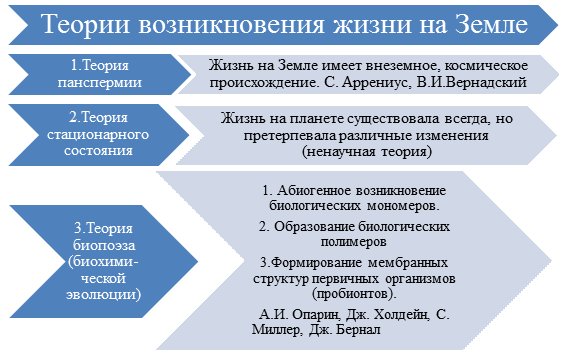 Теории возникновения жизни на Земле
1.Теория
панспермии
Жизнь на Земле имеет внеземное, космическое
происхождение. С. Аррениус, В.И.Вернадский
2.Теория
стационарного
состояния
Жизнь на планете существовала всегда, но
претерпевала различные изменения
(ненаучная теория)
3.Теория
биопоэза
(биохими-
ческой
эволюции)
1. Абиогенное возникновение
биологических мономеров.
2. Образование биологических
полимеров
3.Формирование мембранных
структур первичных организмов
(пробионтов).
А.И. Опарин, Дж. Холдейн, С.
Миллер, Дж. Бернал